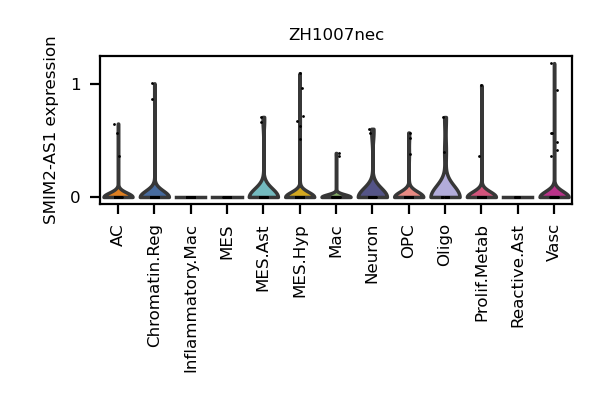 ZH1007nec
SMIM2-AS1 expression
1
0
AC
Chromatin.Reg
Inflammatory.Mac
MES
MES.Ast
MES.Hyp
Mac
Neuron
OPC
Oligo
Prolif.Metab
Reactive.Ast
Vasc